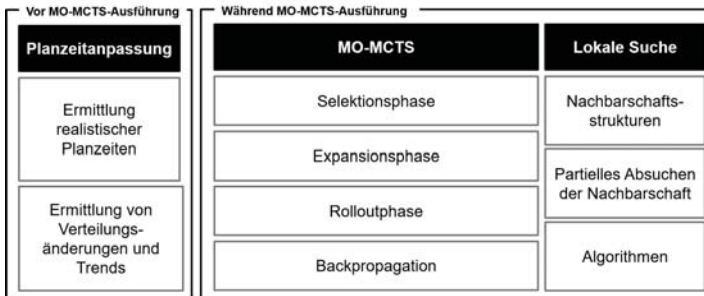 Vor MO-MCTS-Ausführung
Planzeitanpassung
Ermittlung
realistischer
Planzeiten
Ermittlung von
Verteilungs-
änderungen und
Trends
Während MO-MCTS-Ausführung
MO-MCTS
Selektionsphase
Expansionsphase
Rolloutphase
Backpropagation
Lokale Suche
Nachbarschafts-
strukturen
Partielles Absuchen
der Nachbarschaft
Algorithmen